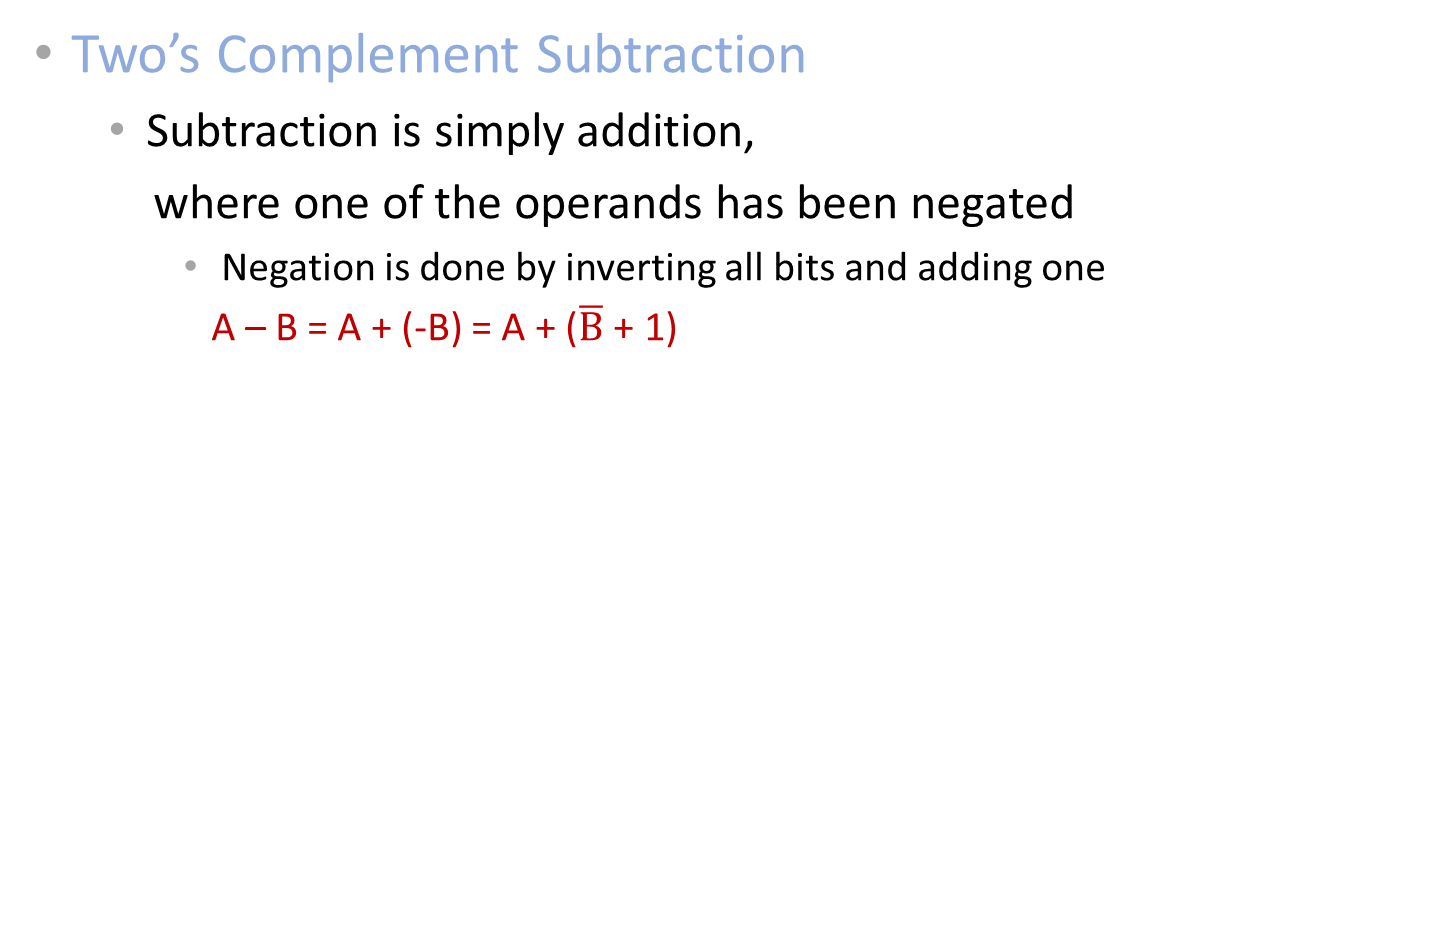 • Two’s Complement Subtraction
• Subtraction is simply addition,
where one of the operands has been negated
• Negation is done by inverting all bits and adding one
A – B = A + (-B) = A + (B̅ + 1)